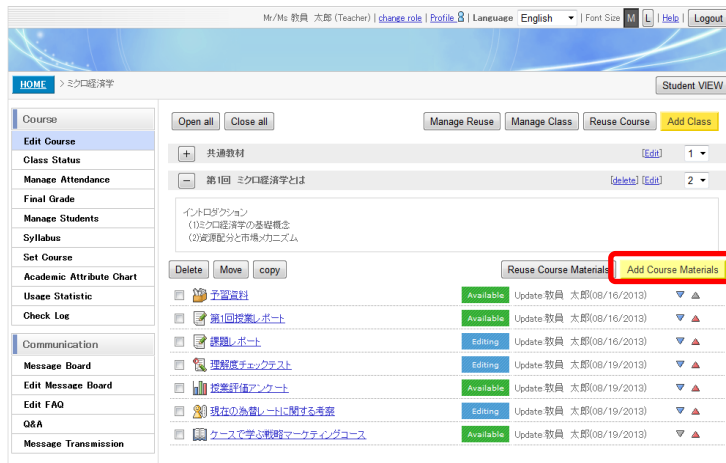 Mr/Ms 教員 太郎 (Teacher) | change role | Profile | Language English | Font Size M L | Help | Logout
HOME > ミクロ経済学 Student VIEW
Course
Edit Course
Class Status
Manage Attendance
Final Grade
Manage Students
Syllabus
Set Course
Academic Attribute Chart
Usage Statistic
Check Log
Communication
Message Board
Edit Message Board
Edit FAQ
Q&A
Message Transmission
Open all Close all Manage Reuse Manage Class Reuse Course Add Class
+ 共通教材 [Edit] 1
− 第1回 ミクロ経済学とは [delete] [Edit] 2
イントロダクション
(1)ミクロ経済学の基礎概念
(2)資源配分と市場メカニズム
Delete Move copy Reuse Course Materials Add Course Materials
予習資料 Available Update:教員 太郎(08/16/2013)
第1回授業レポート Available Update:教員 太郎(08/16/2013)
課題レポート Editing Update:教員 太郎(08/16/2013)
理解度チェックテスト Editing Update:教員 太郎(08/19/2013)
授業評価アンケート Available Update:教員 太郎(08/19/2013)
現在の為替レートに関する考察 Editing Update:教員 太郎(08/19/2013)
ケースで学ぶ戦略マーケティングコース Available Update:教員 太郎(08/19/2013)